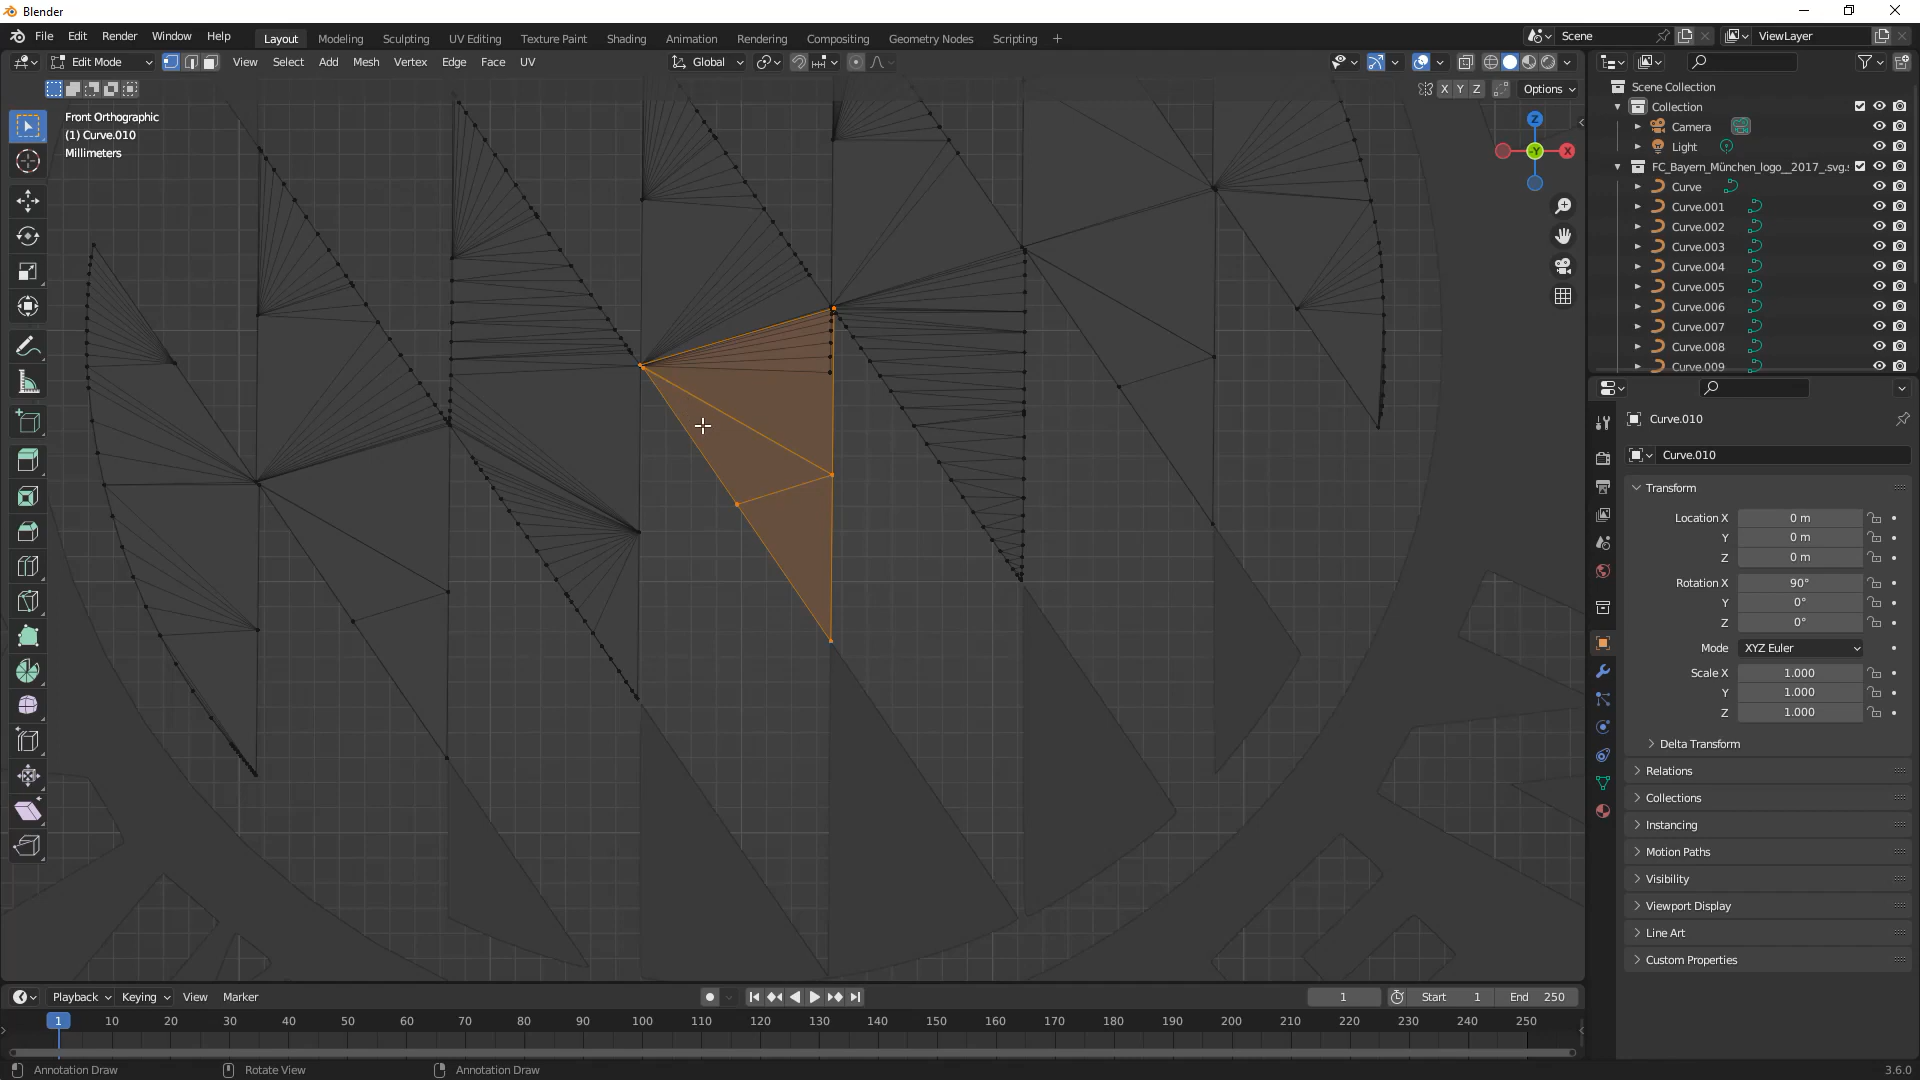 Blender
File Edit Render Window Help Layout Modeling Sculpting UV Editing Texture Paint Shading Animation Rendering Compositing Geometry Nodes Scripting + Scene ViewLayer
Edit Mode View Select Add Mesh Vertex Edge Face UV Global
X Y Z Options
Front Orthographic
(1) Curve.010
Millimeters
Z
-Y X
Scene Collection
Collection
Camera
Light
FC_Bayern_München_logo__2017_.svg.
Curve
Curve.001
Curve.002
Curve.003
Curve.004
Curve.005
Curve.006
Curve.007
Curve.008
Curve.009
Curve.010
Curve.010
Transform
Location X 0 m
Y 0 m
Z 0 m
Rotation X 90°
Y 0°
Z 0°
Mode XYZ Euler
Scale X 1.000
Y 1.000
Z 1.000
Delta Transform
Relations
Collections
Instancing
Motion Paths
Visibility
Viewport Display
Line Art
Custom Properties
Playback Keying View Marker 1 Start 1 End 250
1 10 20 30 40 50 60 70 80 90 100 110 120 130 140 150 160 170 180 190 200 210 220 230 240 250
Annotation Draw Rotate View Annotation Draw 3.6.0